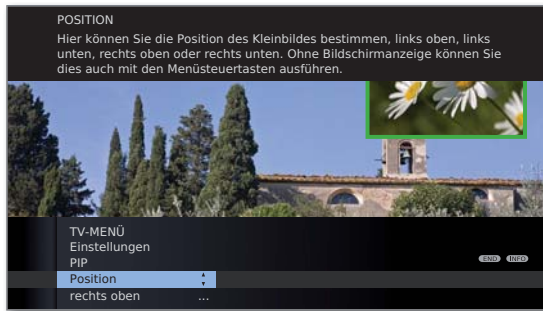 POSITION
Hier können Sie die Position des Kleinbildes bestimmen, links oben, links
unten, rechts oben oder rechts unten. Ohne Bildschirmanzeige können Sie
dies auch mit den Menüsteuertasten ausführen.
TV-MENÜ
Einstellungen
PIP
END INFO
Position
rechts oben ...